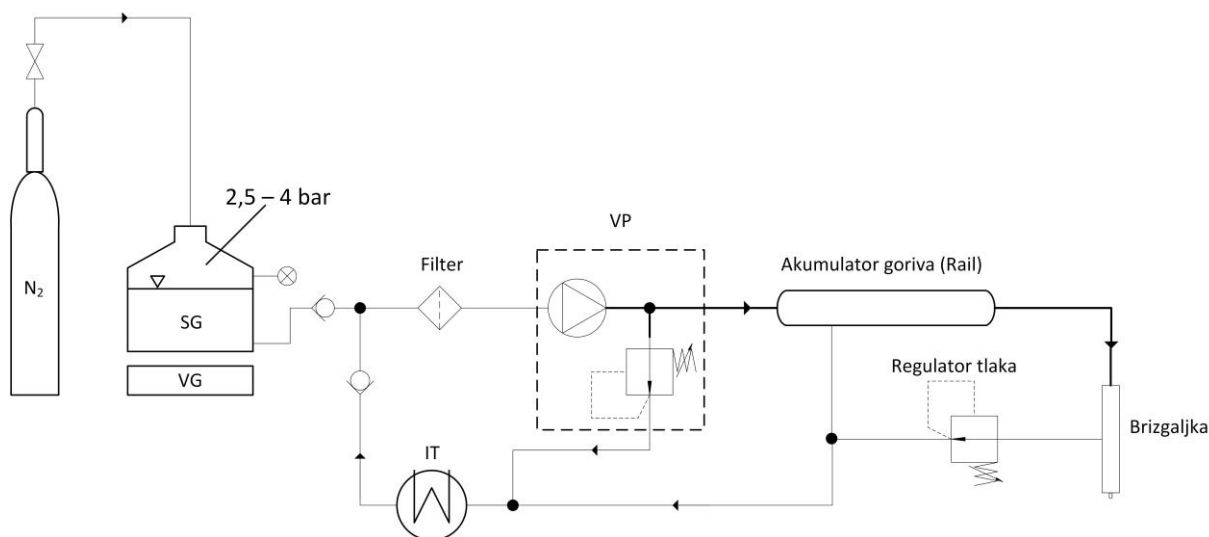 2,5 – 4 bar
N₂
SG
VG
Filter
VP
IT
Akumulator goriva (Rail)
Regulator tlaka
Brizgaljka